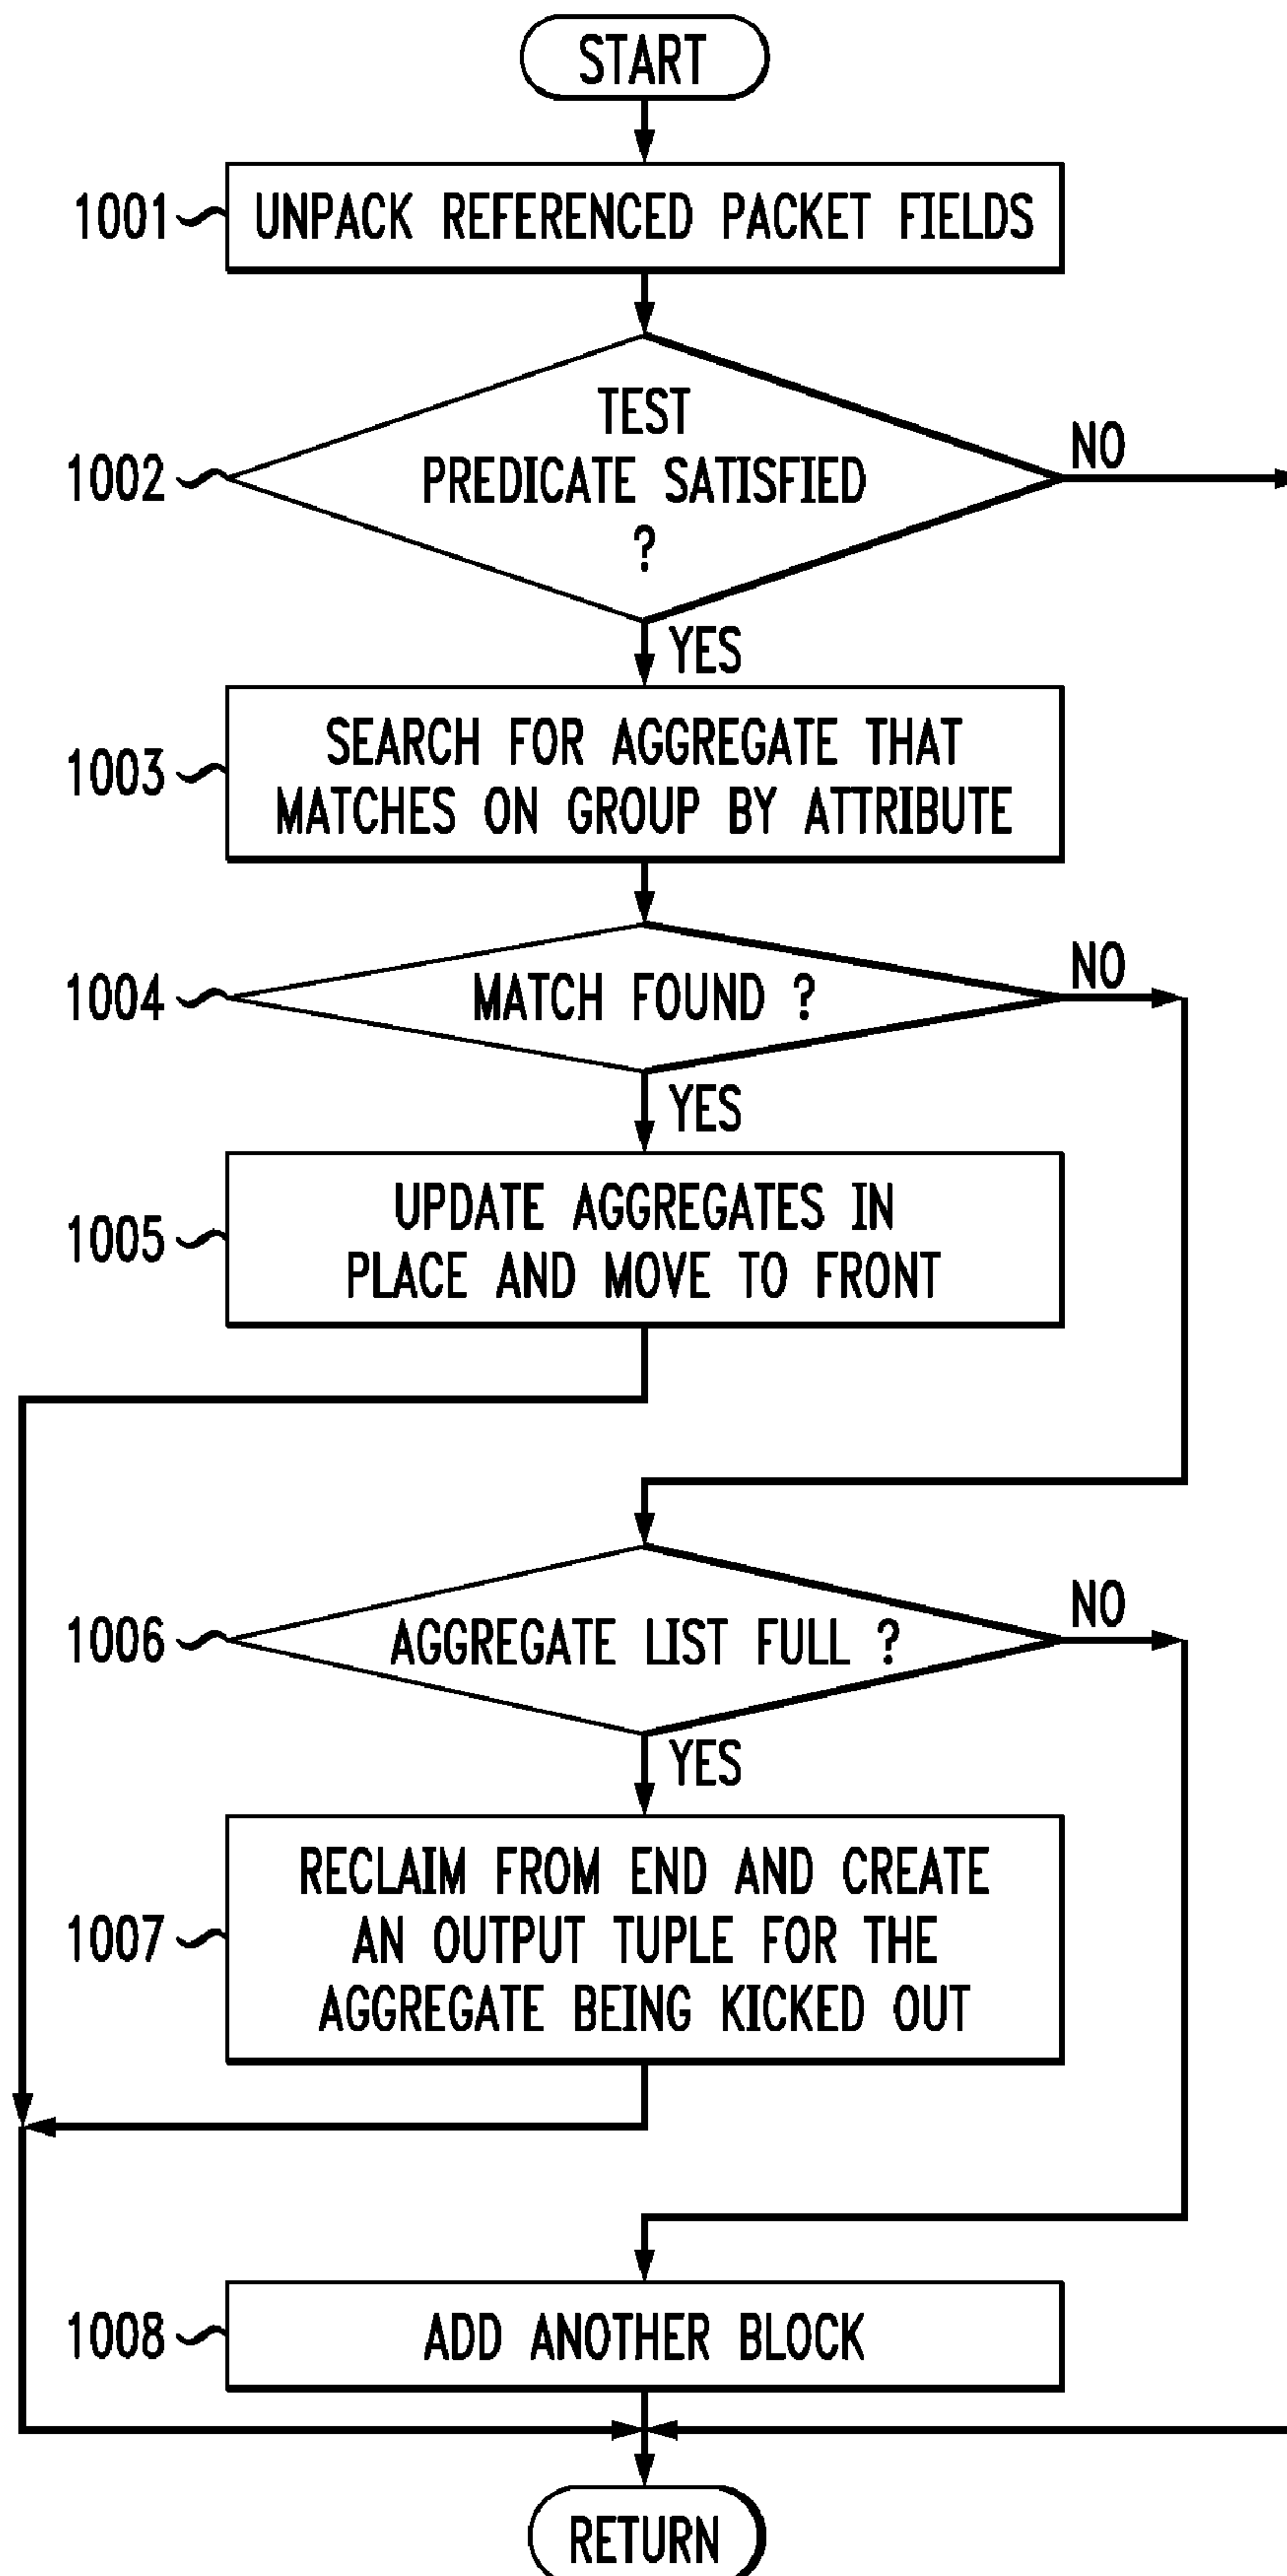 START
1001
UNPACK REFERENCED PACKET FIELDS
1002
TEST
PREDICATE SATISFIED
?
NO
YES
1003
SEARCH FOR AGGREGATE THAT
MATCHES ON GROUP BY ATTRIBUTE
1004
MATCH FOUND ?
NO
YES
1005
UPDATE AGGREGATES IN
PLACE AND MOVE TO FRONT
1006
AGGREGATE LIST FULL ?
NO
YES
1007
RECLAIM FROM END AND CREATE
AN OUTPUT TUPLE FOR THE
AGGREGATE BEING KICKED OUT
1008
ADD ANOTHER BLOCK
RETURN